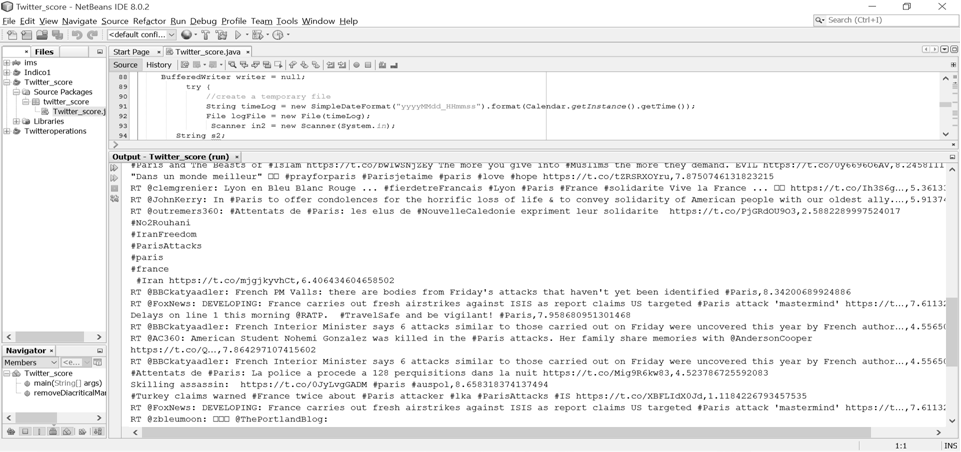 Twitter_score - NetBeans IDE 8.0.2
File Edit View Navigate Source Refactor Run Debug Profile Team Tools Window Help
Search (Ctrl+I)
<default confi...
Files
Start Page
Twitter_score.java
Ims
Indico1
Twitter_score
Source Packages
twitter_score
Twitter_score.j
Libraries
Twitteroperations
Source History
88 BufferedWriter writer = null;
89 try {
90 //create a temporary file
91 String timeLog = new SimpleDateFormat("yyyyMMdd_HHmmss").format(Calendar.getInstance().getTime());
92 File logFile = new File(timeLog);
93 Scanner in2 = new Scanner(System.in);
94 String s2;
Output - Twitter_score (run)
#Paris and The Beasts of #Islam The more you give into #Muslims the more they demand. EVIL
"Dans un monde meilleur" #prayforparis #Parisjetaime #paris #love #hope https://t.co/tZRSRXOYru,7.8750746131823215
RT @clemgrenier: Lyon en Bleu Blanc Rouge ... #fierdetreFrancais #Lyon #Paris #France #solidarite Vive la France ... https://t.co/Ih3S6g…,5.36131
RT @JohnKerry: In #Paris to offer condolences for the horrific loss of life & to convey solidarity of American people with our oldest ally.…,5.91374
RT @outremers360: #Attentats de #Paris: les elus de #NouvelleCaledonie expriment leur solidarite https://t.co/PjGRdOU9O3,2.5882289997524017
#No2Rouhani
#IranFreedom
#ParisAttacks
#paris
#france
#Iran https://t.co/mjgjkyvhCt,6.406434604658502
RT @BBCkatyaadler: French PM Valls: there are bodies from Friday's attacks that haven't yet been identified #Paris,8.34200689924886
RT @FoxNews: DEVELOPING: France carries out fresh airstrikes against ISIS as report claims US targeted #Paris attack 'mastermind' https://t…,7.61132
Delays on line 1 this morning @RATP. #TravelSafe and be vigilant! #Paris,7.958680951301468
RT @BBCkatyaadler: French Interior Minister says 6 attacks similar to those carried out on Friday were uncovered this year by French author…,4.55650
RT @AC360: American Student Nohemi Gonzalez was killed in the #Paris attacks. Her family share memories with @AndersonCooper
https://t.co/Q…,7.864297107415602
RT @BBCkatyaadler: French Interior Minister says 6 attacks similar to those carried out on Friday were uncovered this year by French author…,4.55650
#Attentats de #Paris: La police a procede a 128 perquisitions dans la nuit https://t.co/Mig9R6kw83,4.523786725592083
Skilling assassin: https://t.co/0JyLvgGADM #paris #auspol,8.658318374137494
#Turkey claims warned #France twice about #Paris attacker #lka #ParisAttacks #IS https://t.co/XBFLIdX0Jd,1.1184226793457535
RT @FoxNews: DEVELOPING: France carries out fresh airstrikes against ISIS as report claims US targeted #Paris attack 'mastermind' https://t…,7.61132
RT @zbleumoon: @ThePortlandBlog:
Navigator
Members
<e...
Twitter_score
main(String[] args)
removeDiacriticalMar
1:1
INS